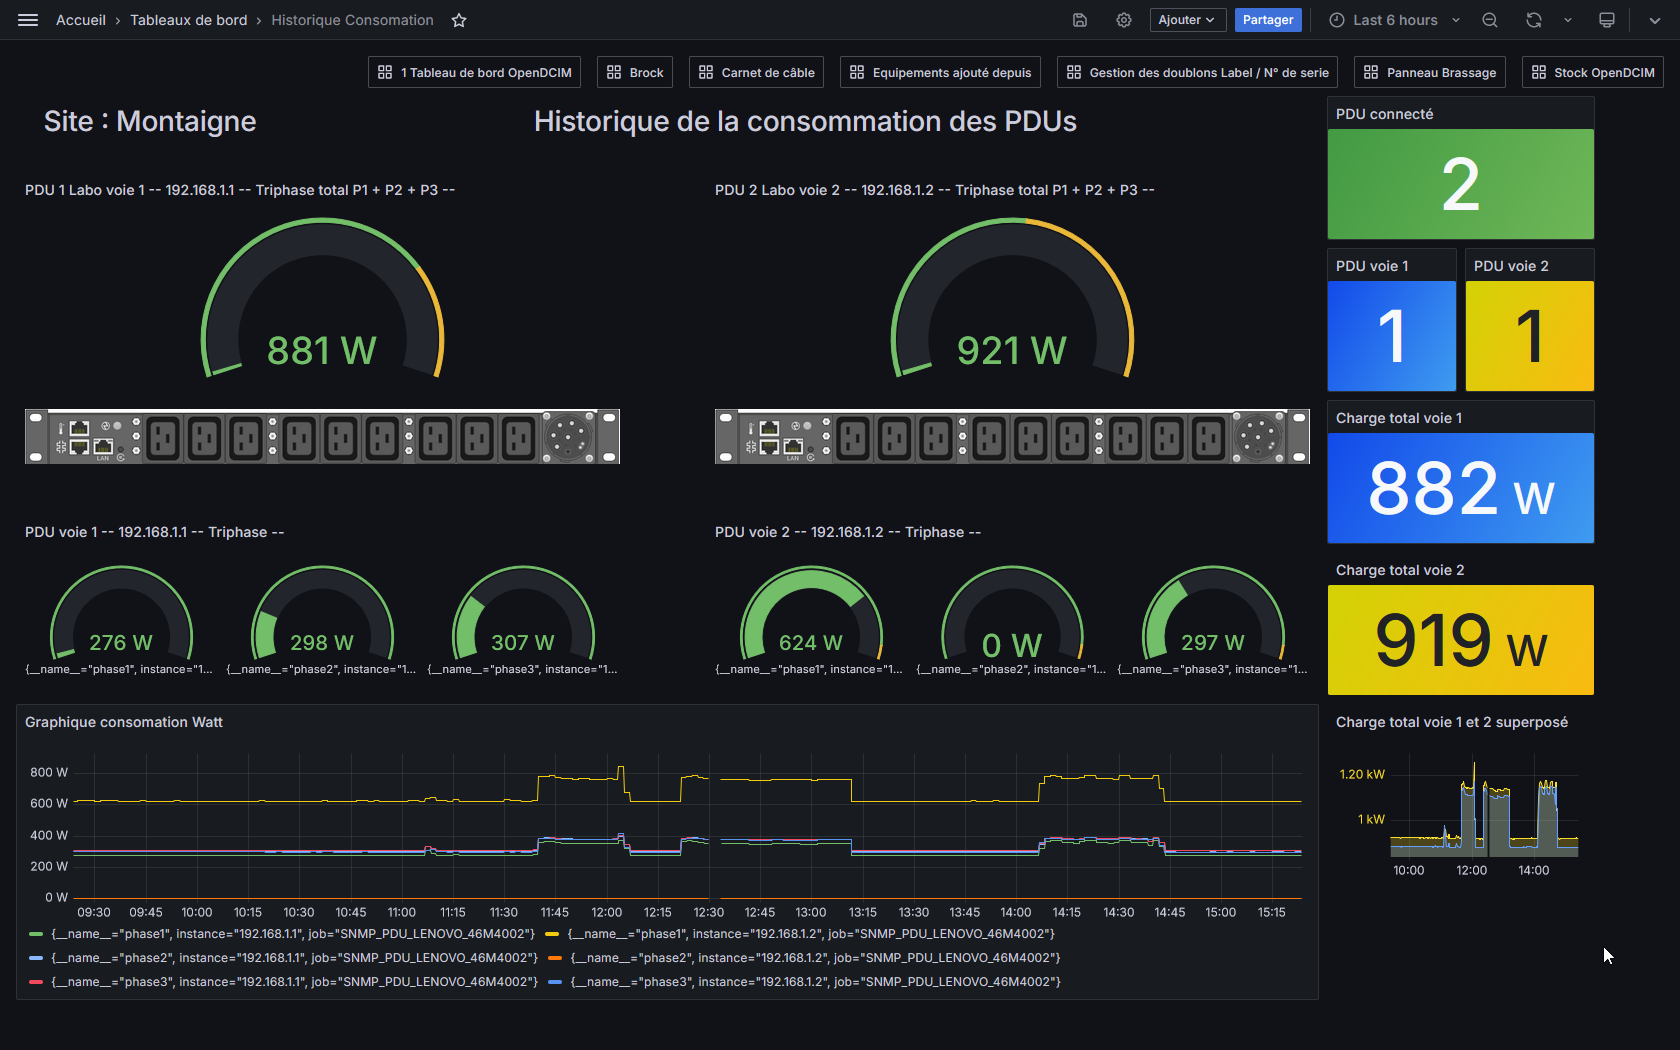 Accueil › Tableaux de bord › Historique Consomation
Ajouter
Partager
Last 6 hours
1 Tableau de bord OpenDCIM
Brock
Carnet de câble
Equipements ajouté depuis
Gestion des doublons Label / N° de serie
Panneau Brassage
Stock OpenDCIM
Site : Montaigne
Historique de la consommation des PDUs
PDU connecté
2
PDU 1 Labo voie 1 -- 192.168.1.1 -- Triphase total P1 + P2 + P3 --
881 W
PDU 2 Labo voie 2 -- 192.168.1.2 -- Triphase total P1 + P2 + P3 --
921 W
PDU voie 1
1
PDU voie 2
1
LAN
LAN
Charge total voie 1
882 W
PDU voie 1 -- 192.168.1.1 -- Triphase --
276 W
298 W
307 W
{__name__="phase1", instance="1...
{__name__="phase2", instance="1...
{__name__="phase3", instance="1...
PDU voie 2 -- 192.168.1.2 -- Triphase --
624 W
0 W
297 W
{__name__="phase1", instance="1...
{__name__="phase2", instance="1...
{__name__="phase3", instance="1...
Charge total voie 2
919 W
Graphique consomation Watt
800 W
600 W
400 W
200 W
0 W
09:30 09:45 10:00 10:15 10:30 10:45 11:00 11:15 11:30 11:45 12:00 12:15 12:30 12:45 13:00 13:15 13:30 13:45 14:00 14:15 14:30 14:45 15:00 15:15
{__name__="phase1", instance="192.168.1.1", job="SNMP_PDU_LENOVO_46M4002"}
{__name__="phase1", instance="192.168.1.2", job="SNMP_PDU_LENOVO_46M4002"}
{__name__="phase2", instance="192.168.1.1", job="SNMP_PDU_LENOVO_46M4002"}
{__name__="phase2", instance="192.168.1.2", job="SNMP_PDU_LENOVO_46M4002"}
{__name__="phase3", instance="192.168.1.1", job="SNMP_PDU_LENOVO_46M4002"}
{__name__="phase3", instance="192.168.1.2", job="SNMP_PDU_LENOVO_46M4002"}
Charge total voie 1 et 2 superposé
1.20 kW
1 kW
10:00 12:00 14:00